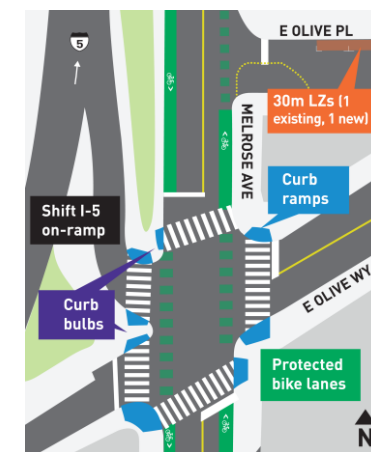 E OLIVE PL
5
30m LZs (1
existing, 1 new)
MELROSE AVE
Curb
ramps
Shift I-5
on-ramp
Curb
bulbs
E OLIVE WY
Protected
bike lanes
N